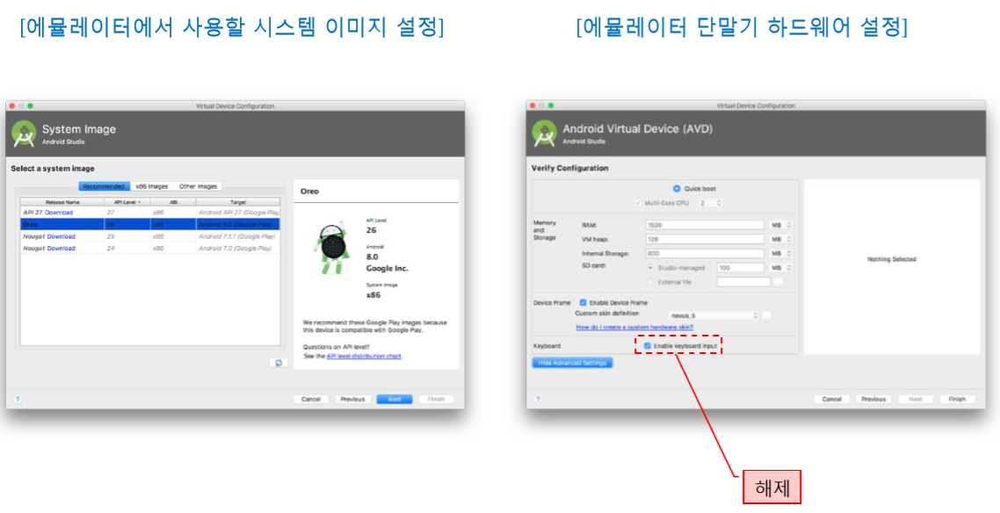 [에뮬레이터에서 사용할 시스템 이미지 설정]
[에뮬레이터 단말기 하드웨어 설정]
Virtual Device Configuration
System Image
Android Studio
Select a system image
Recommended x86 Images Other Images
Release Name API Level ABI Target
API 27 Download 27 x86 Android API 27 (Google Play)
Oreo 26 x86 Android 8.0 (Google Play)
Nougat Download 25 x86 Android 7.1.1 (Google Play)
Nougat Download 24 x86 Android 7.0 (Google Play)
Oreo
API Level
26
Android
8.0
Google Inc.
System Image
x86
We recommend these Google Play images because
this device is compatible with Google Play.
Questions on API level?
See the API level distribution chart
?
Cancel Previous Next Finish
Virtual Device Configuration
Android Virtual Device (AVD)
Android Studio
Verify Configuration
Quick boot
Multi-Core CPU 2
Memory
and
Storage
RAM: 1536 MB
VM heap: 128 MB
Internal Storage: 800 MB
SD card: Studio-managed 100 MB
External file
...
Device Frame Enable Device Frame
Custom skin definition nexus_5 ...
How do I create a custom hardware skin?
Keyboard Enable keyboard input
Hide Advanced Settings
Nothing Selected
?
Cancel Previous Next Finish
해제